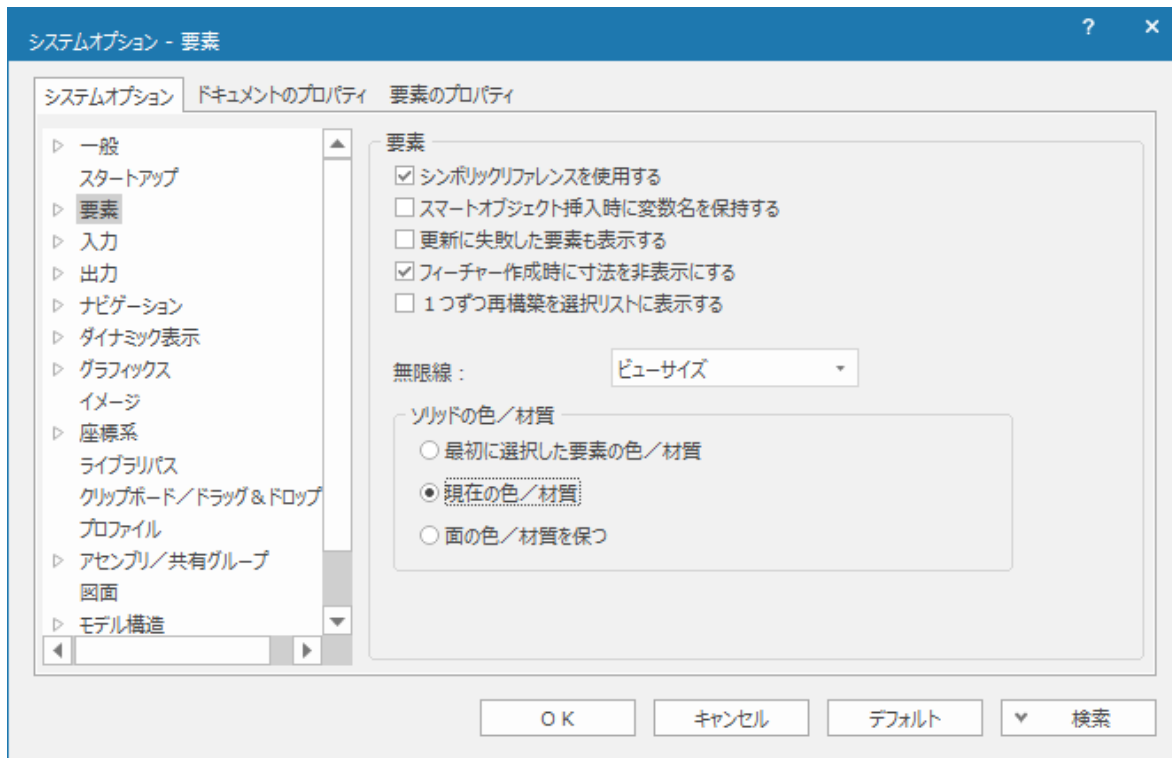 システムオプション - 要素
?
×
システムオプション
ドキュメントのプロパティ
要素のプロパティ
一般
スタートアップ
要素
入力
出力
ナビゲーション
ダイナミック表示
グラフィックス
イメージ
座標系
ライブラリパス
クリップボード／ドラッグ＆ドロップ
プロファイル
アセンブリ／共有グループ
図面
モデル構造
要素
シンボリックリファレンスを使用する
スマートオブジェクト挿入時に変数名を保持する
更新に失敗した要素も表示する
フィーチャー作成時に寸法を非表示にする
１つずつ再構築を選択リストに表示する
無限線：
ビューサイズ
ソリッドの色／材質
最初に選択した要素の色／材質
現在の色／材質
面の色／材質を保つ
ＯＫ
キャンセル
デフォルト
検索